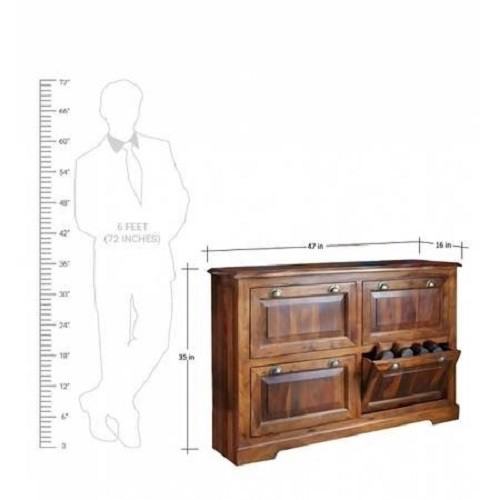 72"
66"
60"
54"
48"
42"
36"
30"
24"
18"
12"
6"
0
6 FEET
(72 INCHES)
47 in
16 in
35 in